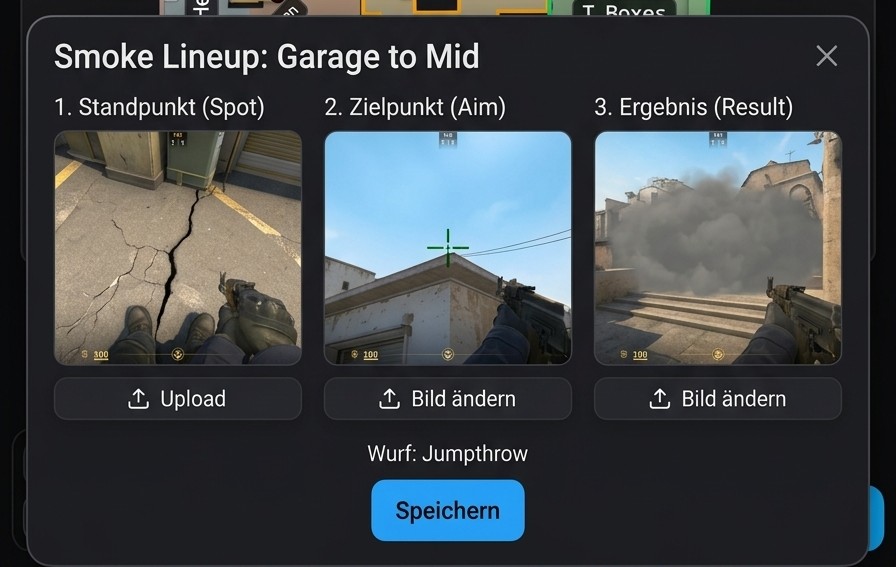 T Boxes
Smoke Lineup: Garage to Mid
1. Standpunkt (Spot)
2. Zielpunkt (Aim)
3. Ergebnis (Result)
300
100
100
Upload
Bild ändern
Bild ändern
Wurf: Jumpthrow
Speichern